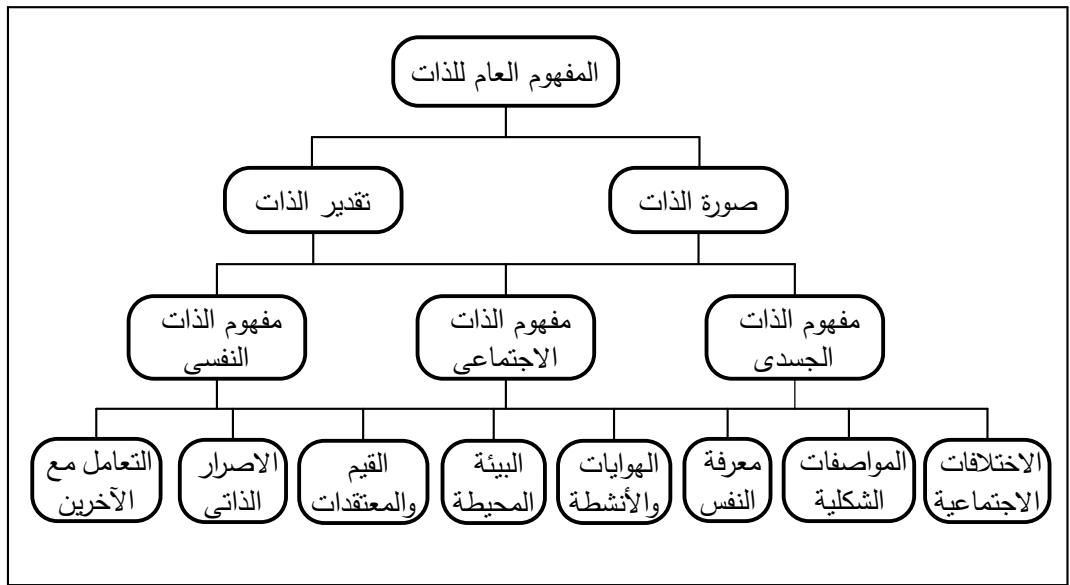 المفهوم العام للذات
صورة الذات
تقدير الذات
مفهوم الذات
الجسدى
مفهوم الذات
الاجتماعى
مفهوم الذات
النفسى
الاختلافات
الاجتماعية
المواصفات
الشكلية
معرفة
النفس
الهوايات
والأنشطة
البيئة
المحيطة
القيم
والمعتقدات
الاصرار
الذاتى
التعامل مع
الآخرين